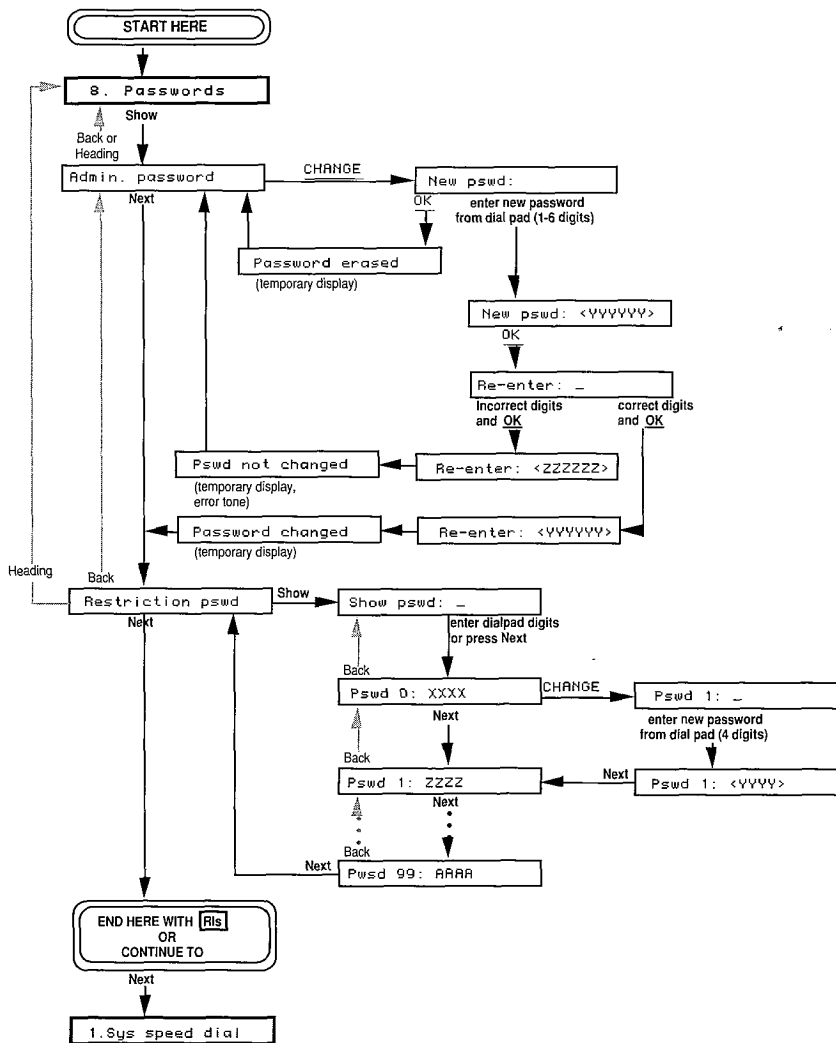 START HERE
8. Passwords
Show
Back or
Heading
Admin. password
CHANGE
New pswd:
Next
OK
enter new password
from dial pad (1-6 digits)
Password erased
(temporary display)
New pswd: <YYYYYY>
OK
Re-enter: _
Incorrect digits
and OK
correct digits
and OK
Pswd not changed
Re-enter: <ZZZZZZ>
(temporary display,
error tone)
Password changed
Re-enter: <YYYYYY>
(temporary display)
Heading
Back
Restriction pswd
Show
Show pswd: _
Next
enter dialpad digits
or press Next
Back
Pswd 0: XXXX
CHANGE
Pswd 1: _
Next
enter new password
from dial pad (4 digits)
Back
Pswd 1: ZZZZ
Next
Pswd 1: <YYYY>
Next
Back
Next
Pwsd 99: AAAA
END HERE WITH Rls
OR
CONTINUE TO
Next
1.Sys speed dial